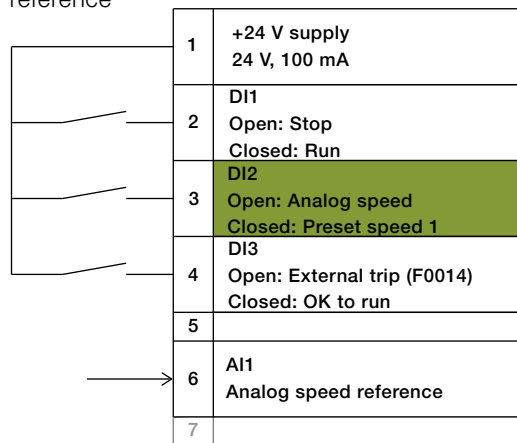 reference
1
+24 V supply
24 V, 100 mA
2
DI1
Open: Stop
Closed: Run
3
DI2
Open: Analog speed
Closed: Preset speed 1
4
DI3
Open: External trip (F0014)
Closed: OK to run
5
6
AI1
Analog speed reference
7